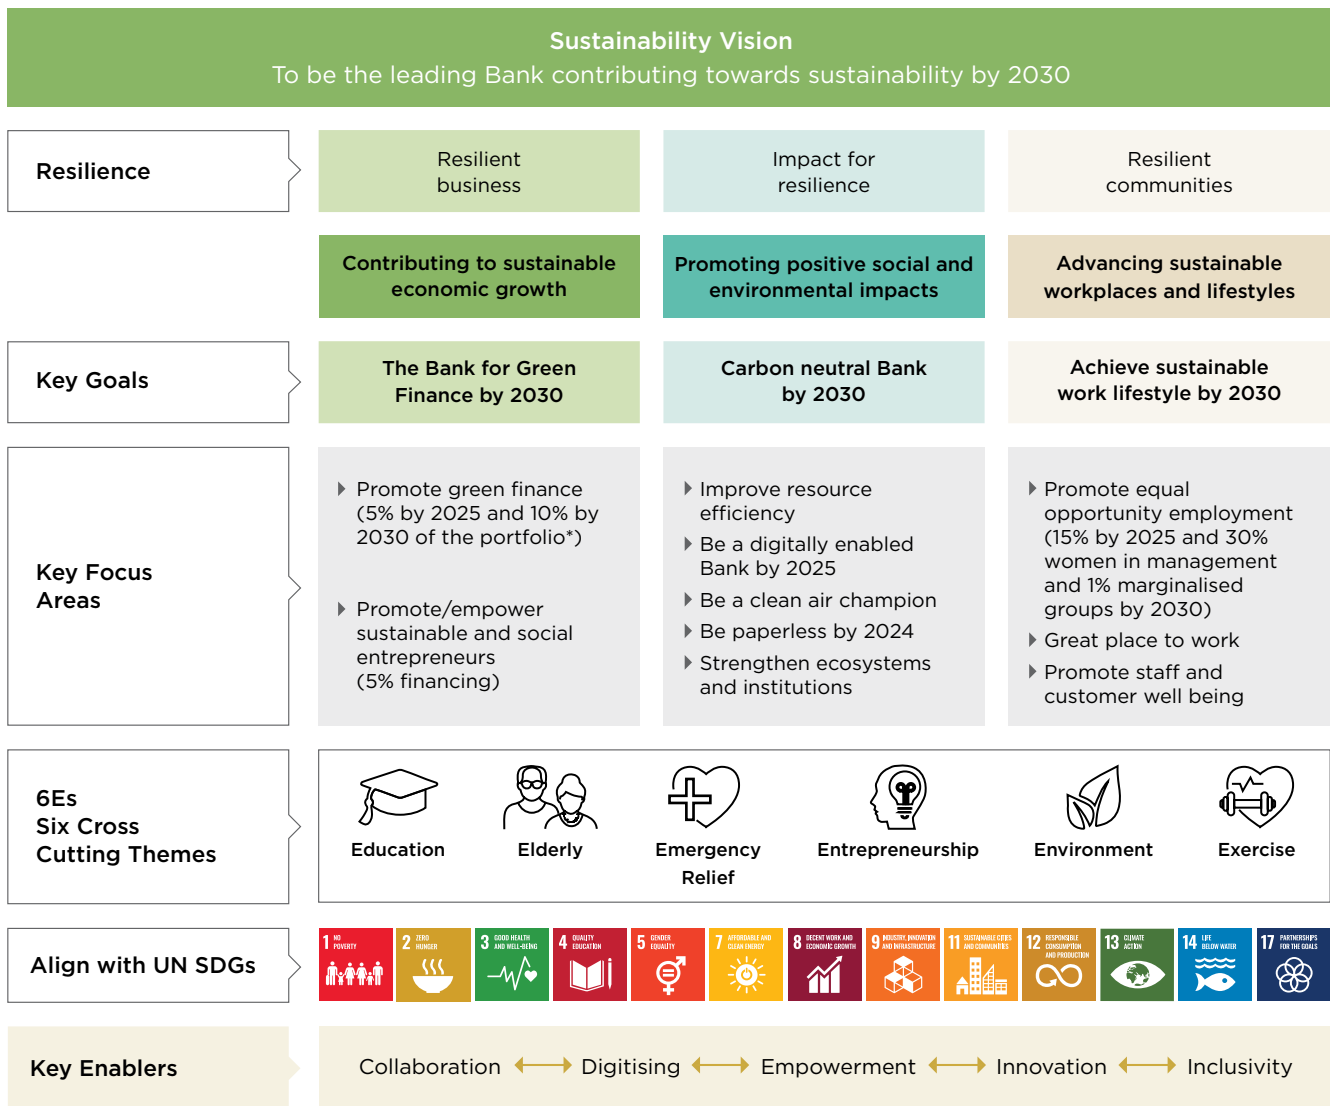 Sustainability Vision
To be the leading Bank contributing towards sustainability by 2030
Resilience
Resilient
business
Impact for
resilience
Resilient
communities
Contributing to sustainable
economic growth
Promoting positive social and
environmental impacts
Advancing sustainable
workplaces and lifestyles
Key Goals
The Bank for Green
Finance by 2030
Carbon neutral Bank
by 2030
Achieve sustainable
work lifestyle by 2030
Key Focus
Areas
Promote green finance
(5% by 2025 and 10% by
2030 of the portfolio*)
Promote/empower
sustainable and social
entrepreneurs
(5% financing)
Improve resource
efficiency
Be a digitally enabled
Bank by 2025
Be a clean air champion
Be paperless by 2024
Strengthen ecosystems
and institutions
Promote equal
opportunity employment
(15% by 2025 and 30%
women in management
and 1% marginalised
groups by 2030)
Great place to work
Promote staff and
customer well being
6Es
Six Cross
Cutting Themes
Education
Elderly
Emergency
Relief
Entrepreneurship
Environment
Exercise
Align with UN SDGs
1 NO
POVERTY
2 ZERO
HUNGER
3 GOOD HEALTH
AND WELL-BEING
4 QUALITY
EDUCATION
5 GENDER
EQUALITY
7 AFFORDABLE AND
CLEAN ENERGY
8 DECENT WORK AND
ECONOMIC GROWTH
9 INDUSTRY, INNOVATION
AND INFRASTRUCTURE
11 SUSTAINABLE CITIES
AND COMMUNITIES
12 RESPONSIBLE
CONSUMPTION
AND PRODUCTION
13 CLIMATE
ACTION
14 LIFE
BELOW WATER
17 PARTNERSHIPS
FOR THE GOALS
Key Enablers
Collaboration
Digitising
Empowerment
Innovation
Inclusivity